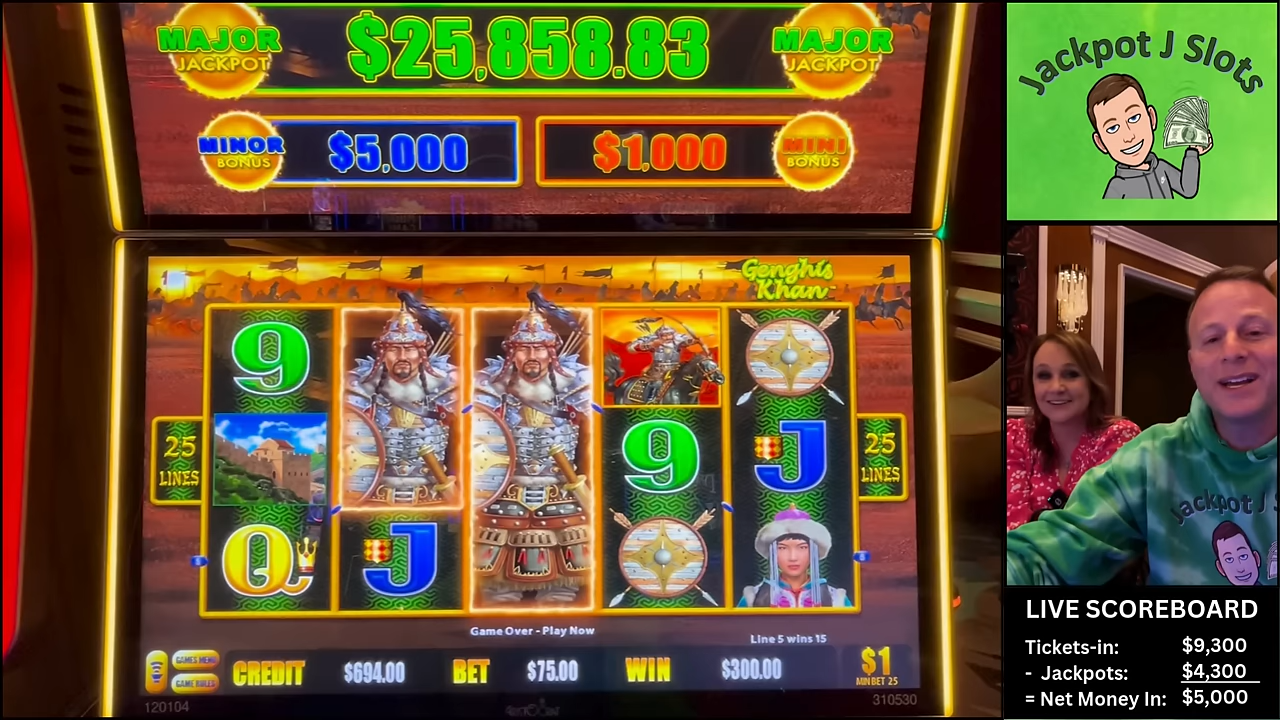 MAJOR
JACKPOT
$25,858.83
MAJOR
JACKPOT
MINOR
BONUS
$5,000
$1,000
MINI
BONUS
Jackpot J Slots
Genghis
Khan
9
J
25
LINES
9
J
25
LINES
Q
Jackpot J
Game Over - Play Now
Line 5 wins 15
GAMES MENU
GAME RULES
CREDIT
$694.00
BET
$75.00
WIN
$300.00
$1
MIN BET 25
120104
310530
LIVE SCOREBOARD
Tickets-in: $9,300
- Jackpots: $4,300
= Net Money In: $5,000